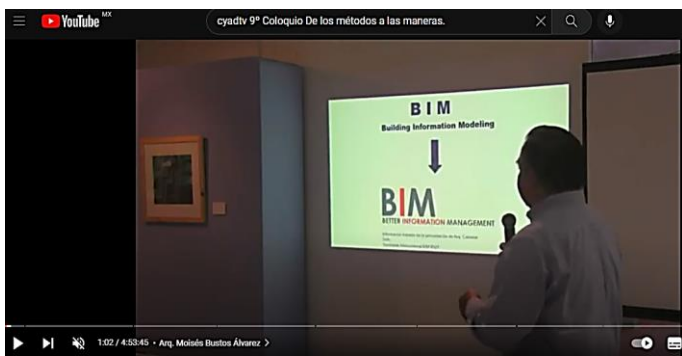 YouTube MX
cyadtv 9º Coloquio De los métodos a las maneras.
BIM
Building Information Modeling
BIM
BETTER INFORMATION MANAGEMENT
1:02 / 4:53:45 • Arq. Moisés Bustos Álvarez >